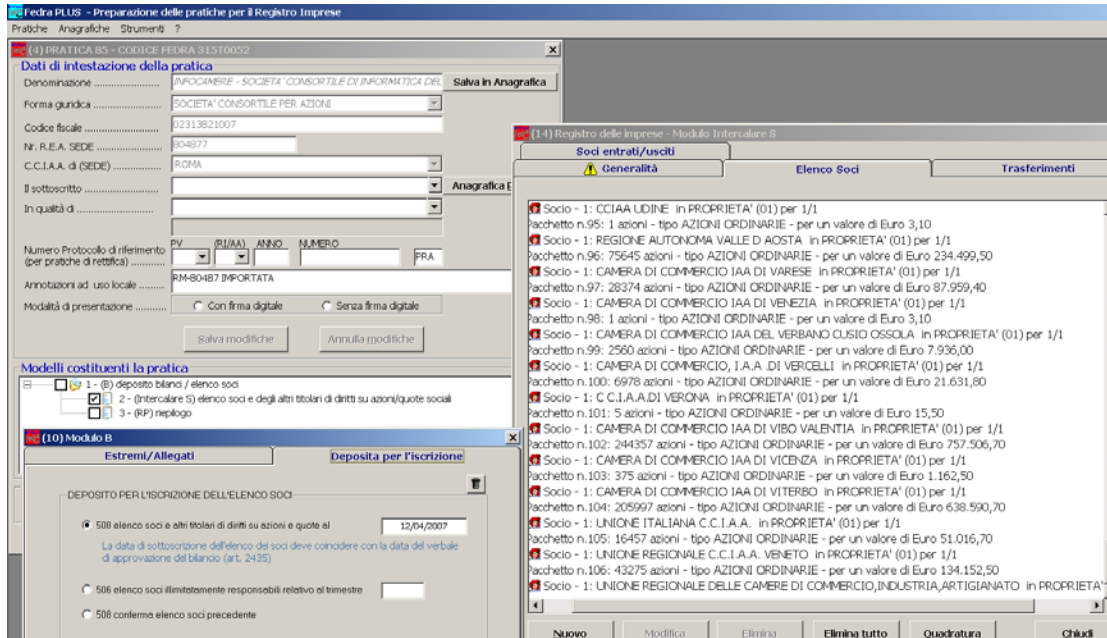 Fedra PLUS - Preparazione delle pratiche per il Registro Imprese
Pratiche Anagrafiche Strumenti ?
(4) PRATICA B5 - CODICE FEDRA 315T0052
Dati di intestazione della pratica
Denominazione INFOCAMERE - SOCIETA' CONSORTILE DI INFORMATICA DEL Salva in Anagrafica
Forma giuridica SOCIETA' CONSORTILE PER AZIONI
Codice fiscale 02313821007
Nr. R.E.A. SEDE 804877
C.C.I.A.A. di (SEDE) ROMA
Il sottoscritto Anagrafica
In qualità di
PV (RI/AA) ANNO NUMERO
Numero Protocollo di riferimento
(per pratiche di rettifica) PRA
Annotazioni ad uso locale RM-80487 IMPORTATA
Modalità di presentazione Con firma digitale Senza firma digitale
Salva modifiche Annulla modifiche
Modelli costituenti la pratica
1 - (B) deposito bilanci / elenco soci
2 - (Intercalare S) elenco soci e degli altri titolari di diritti su azioni/quote sociali
3 - (RP) riepilogo
(10) Modulo B
Estremi/Allegati Deposita per l'iscrizione
DEPOSITO PER L'ISCRIZIONE DELL'ELENCO SOCI
508 elenco soci e altri titolari di diritti su azioni e quote al 12/04/2007
La data di sottoscrizione dell'elenco dei soci deve coincidere con la data del verbale
di approvazione del bilancio (art. 2435)
506 elenco soci illimitatamente responsabili relativo al trimestre
508 conferma elenco soci precedente
(14) Registro delle imprese - Modulo Intercalare S
Soci entrati/usciti
Generalità Elenco Soci Trasferimenti
Socio - 1: CCIAA UDINE in PROPRIETA' (01) per 1/1
Pacchetto n.95: 1 azioni - tipo AZIONI ORDINARIE - per un valore di Euro 3,10
Socio - 1: REGIONE AUTONOMA VALLE D AOSTA in PROPRIETA' (01) per 1/1
Pacchetto n.96: 75645 azioni - tipo AZIONI ORDINARIE - per un valore di Euro 234.499,50
Socio - 1: CAMERA DI COMMERCIO IAA DI VARESE in PROPRIETA' (01) per 1/1
Pacchetto n.97: 28374 azioni - tipo AZIONI ORDINARIE - per un valore di Euro 87.959,40
Socio - 1: CAMERA DI COMMERCIO IAA DI VENEZIA in PROPRIETA' (01) per 1/1
Pacchetto n.98: 1 azioni - tipo AZIONI ORDINARIE - per un valore di Euro 3,10
Socio - 1: CAMERA DI COMMERCIO IAA DEL VERBANO CUSIO OSSOLA in PROPRIETA' (01) per 1/1
Pacchetto n.99: 2560 azioni - tipo AZIONI ORDINARIE - per un valore di Euro 7.936,00
Socio - 1: CAMERA DI COMMERCIO, I.A.A .DI VERCELLI in PROPRIETA' (01) per 1/1
Pacchetto n.100: 6978 azioni - tipo AZIONI ORDINARIE - per un valore di Euro 21.631,80
Socio - 1: C C.I.A.A.DI VERONA in PROPRIETA' (01) per 1/1
Pacchetto n.101: 5 azioni - tipo AZIONI ORDINARIE - per un valore di Euro 15,50
Socio - 1: CAMERA DI COMMERCIO IAA DI VIBO VALENTIA in PROPRIETA' (01) per 1/1
Pacchetto n.102: 244357 azioni - tipo AZIONI ORDINARIE - per un valore di Euro 757.506,70
Socio - 1: CAMERA DI COMMERCIO IAA DI VICENZA in PROPRIETA' (01) per 1/1
Pacchetto n.103: 375 azioni - tipo AZIONI ORDINARIE - per un valore di Euro 1.162,50
Socio - 1: CAMERA DI COMMERCIO IAA DI VITERBO in PROPRIETA' (01) per 1/1
Pacchetto n.104: 205997 azioni - tipo AZIONI ORDINARIE - per un valore di Euro 638.590,70
Socio - 1: UNIONE ITALIANA C.C.I.A.A. in PROPRIETA' (01) per 1/1
Pacchetto n.105: 16457 azioni - tipo AZIONI ORDINARIE - per un valore di Euro 51.016,70
Socio - 1: UNIONE REGIONALE C.C.I.A.A. VENETO in PROPRIETA' (01) per 1/1
Pacchetto n.106: 43275 azioni - tipo AZIONI ORDINARIE - per un valore di Euro 134.152,50
Socio - 1: UNIONE REGIONALE DELLE CAMERE DI COMMERCIO,INDUSTRIA,ARTIGIANATO in PROPRIETA'
Nuovo Modifica Elimina Elimina tutto Quadratura Chiudi